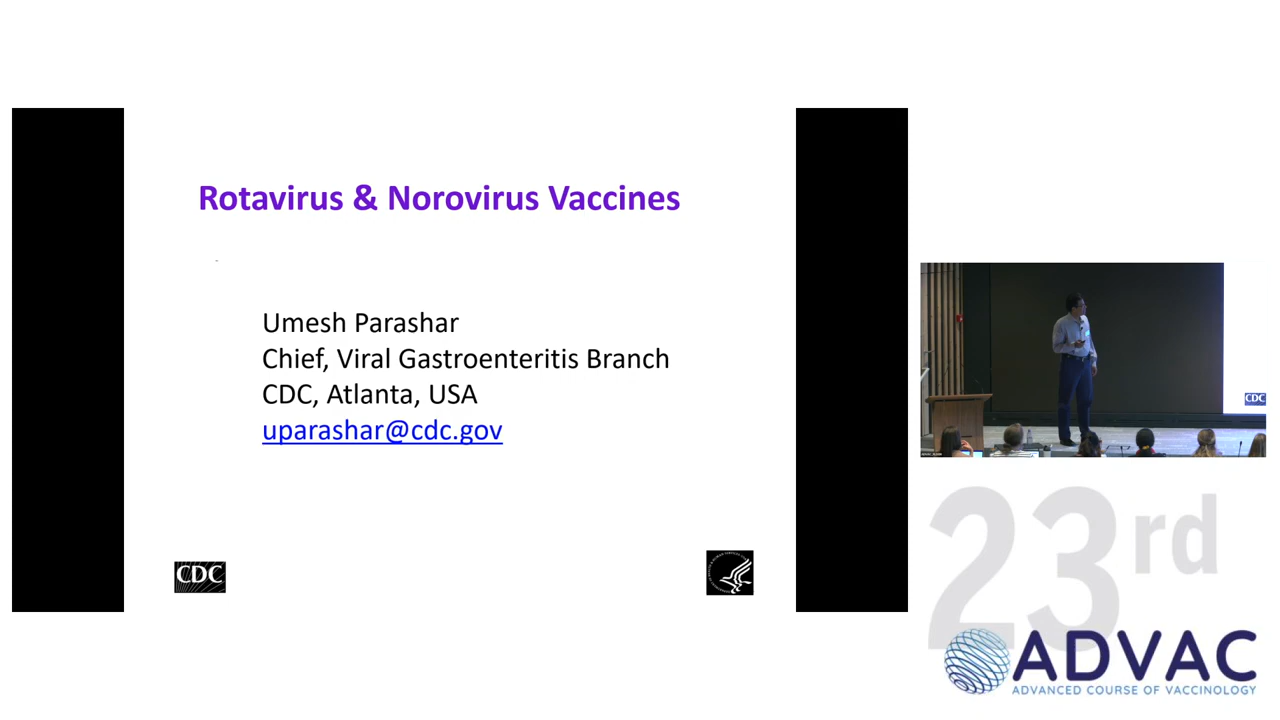 Rotavirus & Norovirus Vaccines
Umesh Parashar
Chief, Viral Gastroenteritis Branch
CDC, Atlanta, USA
uparashar@cdc.gov
CDC
CDC
23rd
ADVAC
ADVANCED COURSE OF VACCINOLOGY